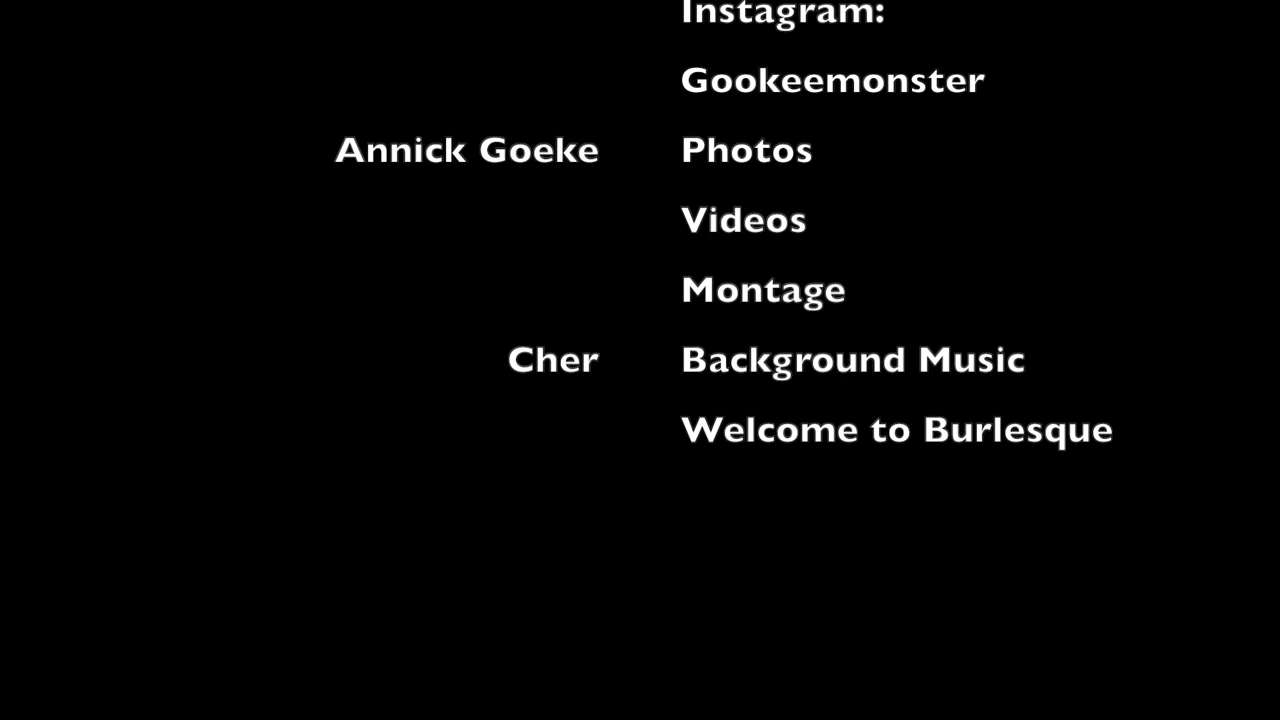 Instagram:
Gookeemonster
Annick Goeke Photos
Videos
Montage
Cher Background Music
Welcome to Burlesque